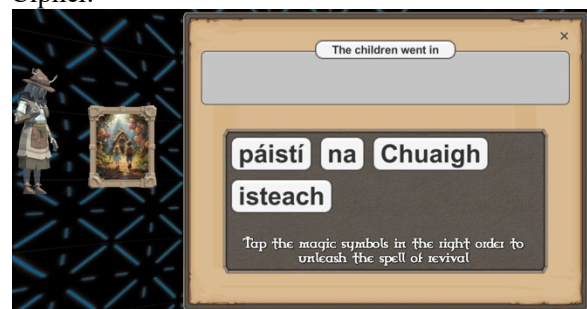 Cipher.
The children went in
×
páistí na Chuaigh
isteach
Tap the magic symbols in the right order to
unleash the spell of revival